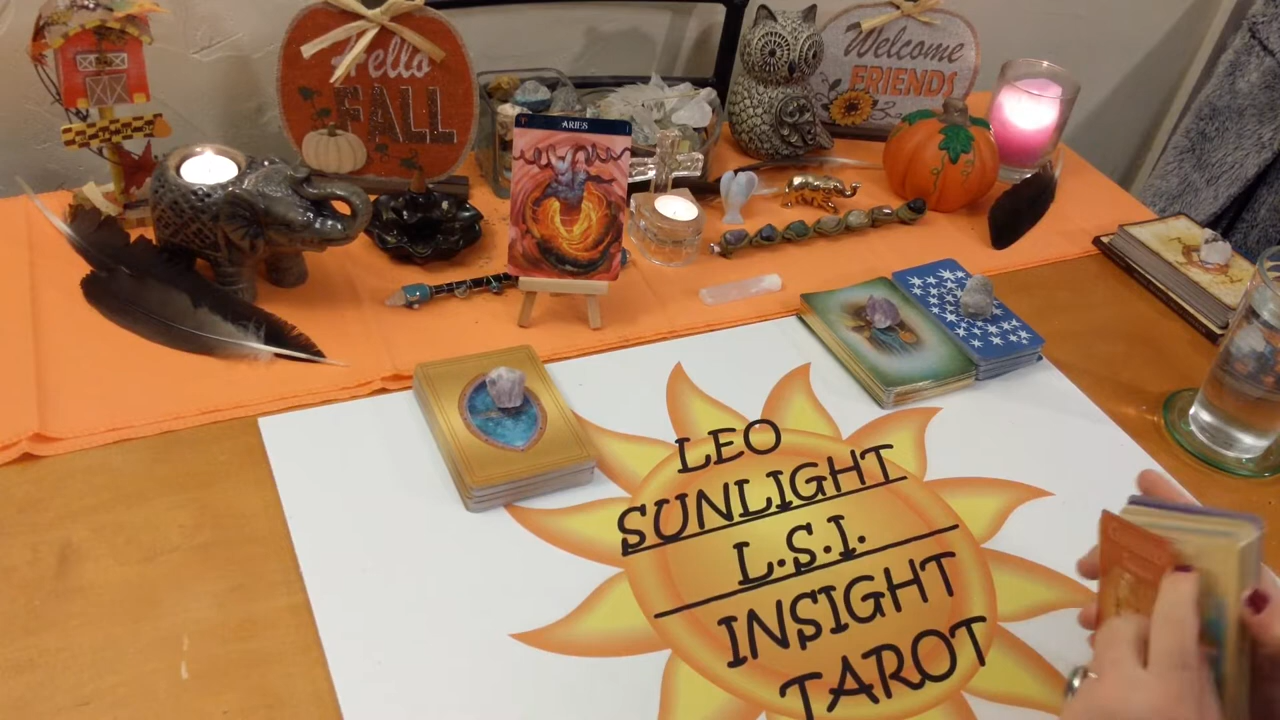 Hello
FALL
Welcome
FRIENDS
ARIES
LEO
SUNLIGHT
L.S.I.
INSIGHT
TAROT